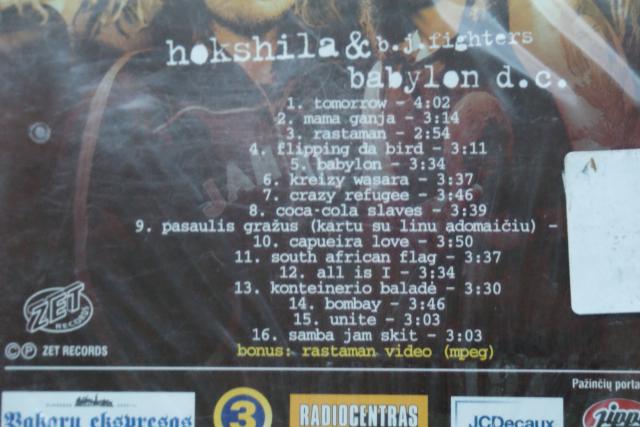 hokshila & b.j.fighters
babylon d.c.
1. tomorrow - 4:02
2. mama ganja - 3:14
3. rastaman - 2:54
4. flipping da bird - 3:11
5. babylon - 3:34
6. kreizy wasara - 3:37
7. crazy refugee - 3:46
8. coca-cola slaves - 3:39
9. pasaulis gražus (kartu su linu adomaičiu) -
10. capueira love - 3:50
11. south african flag - 3:37
12. all is I - 3:34
13. konteinerio baladė - 3:30
14. bombay - 3:46
15. unite - 3:03
16. samba jam skit - 3:03
bonus: rastaman video (mpeg)
ZET
RECORDS
©℗ ZET RECORDS
Pažinčių porta
Vakarų ekspresas
3
RADIOCENTRAS
JCDecaux